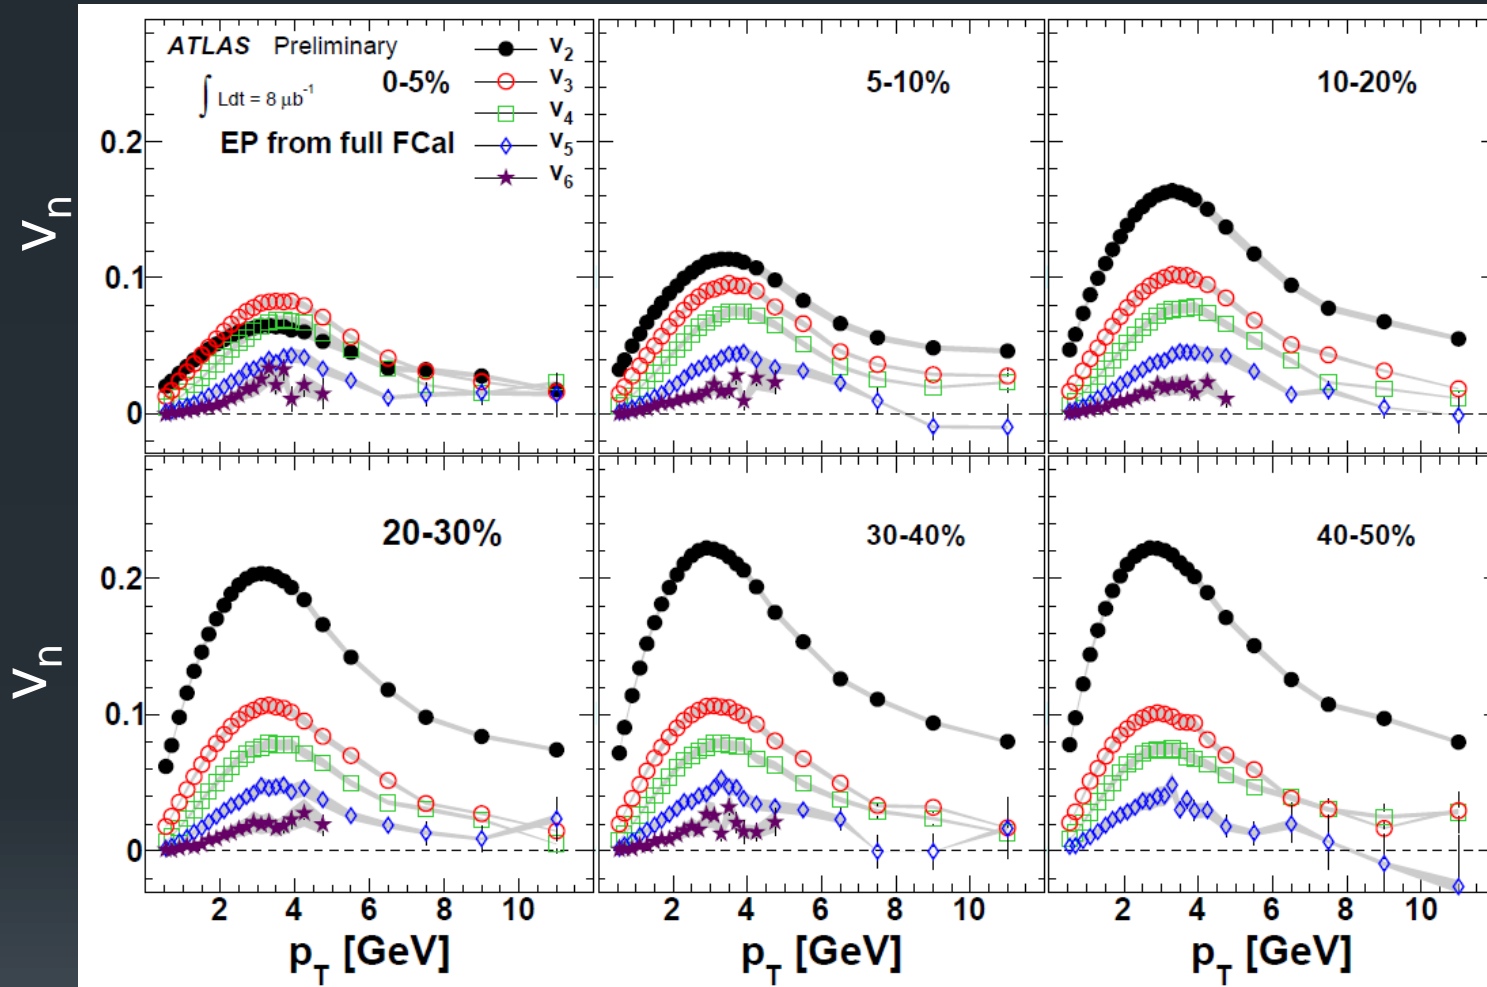 ATLAS Preliminary
∫ Ldt = 8 μb⁻¹
0-5%
EP from full FCal
v₂
v₃
v₄
v₅
v₆
5-10%
10-20%
vₙ
0.2
0.1
0
20-30%
30-40%
40-50%
vₙ
0.2
0.1
0
2 4 6 8 10
2 4 6 8 10
2 4 6 8 10
p_T [GeV]
p_T [GeV]
p_T [GeV]